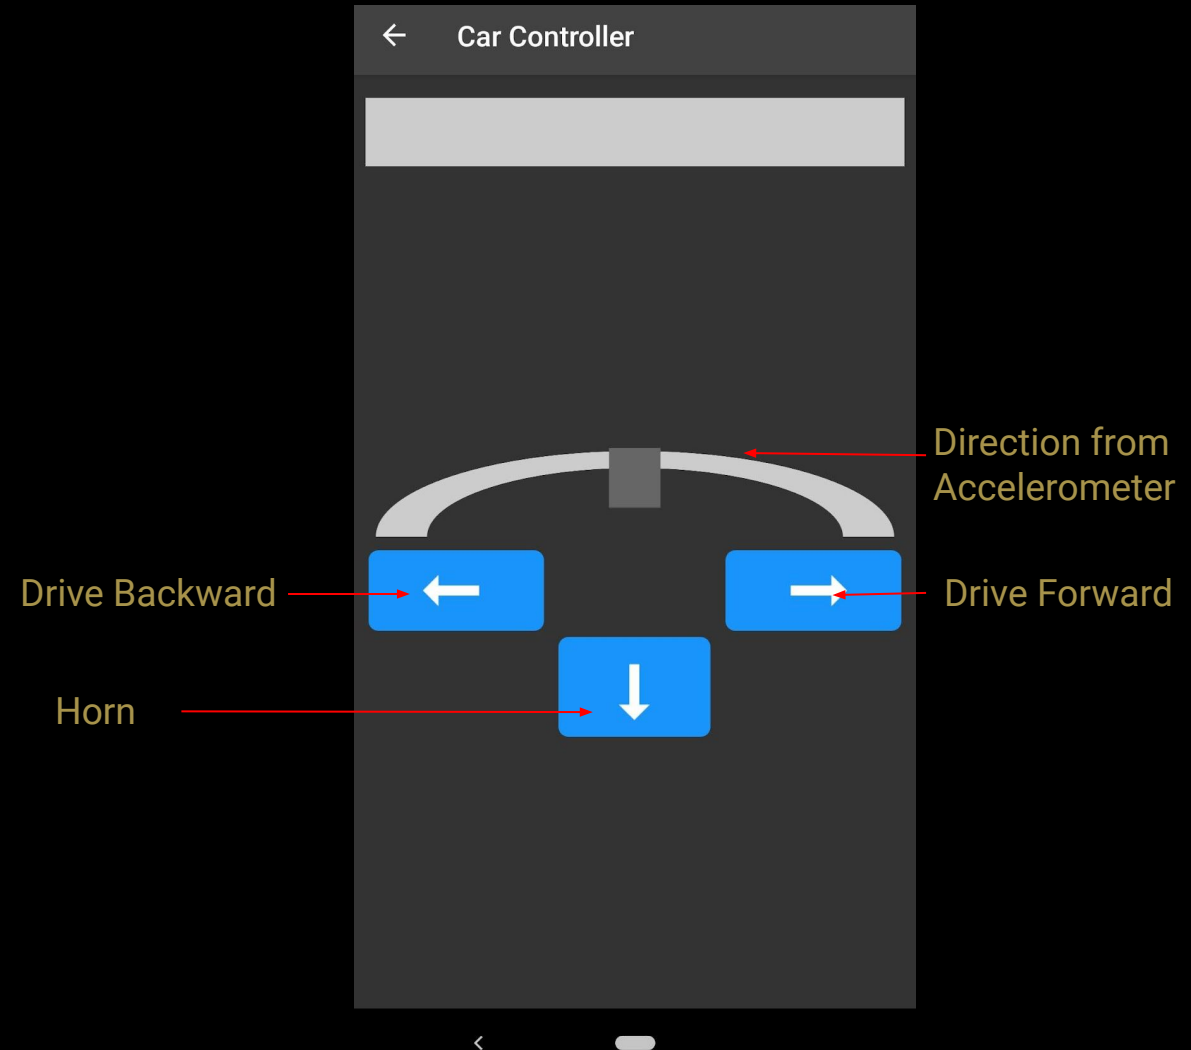 Car Controller
Direction from
Accelerometer
Drive Backward
Drive Forward
Horn